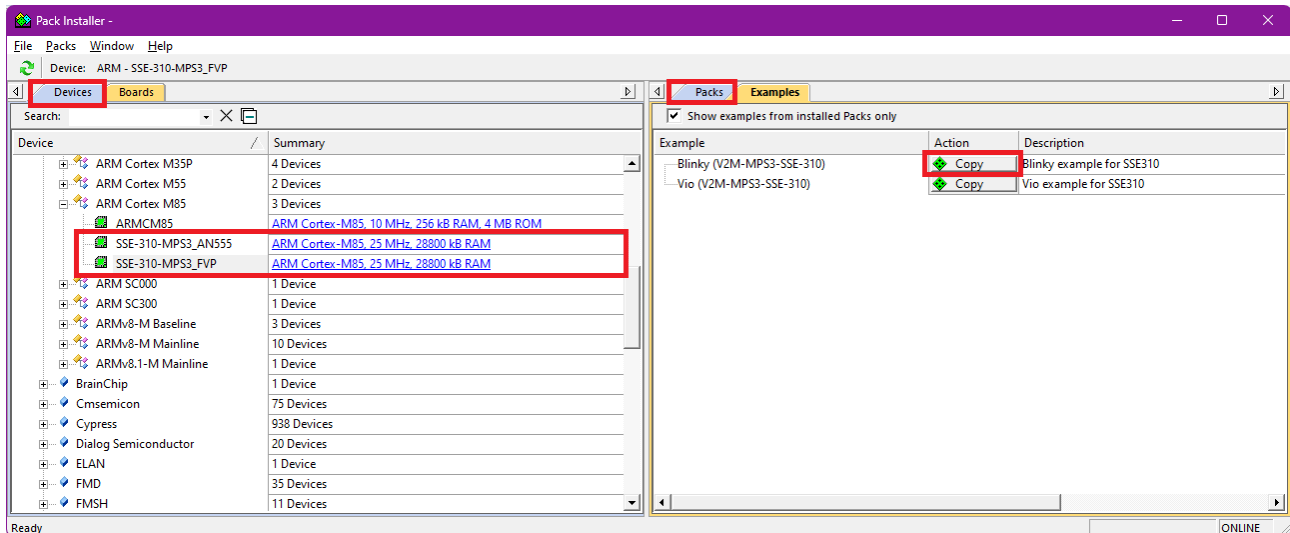 Pack Installer -
File Packs Window Help
Device: ARM - SSE-310-MPS3_FVP
Devices Boards
Search:
Device / Summary
ARM Cortex M35P 4 Devices
ARM Cortex M55 2 Devices
ARM Cortex M85 3 Devices
ARMCM85 ARM Cortex-M85, 10 MHz, 256 kB RAM, 4 MB ROM
SSE-310-MPS3_AN555 ARM Cortex-M85, 25 MHz, 28800 kB RAM
SSE-310-MPS3_FVP ARM Cortex-M85, 25 MHz, 28800 kB RAM
ARM SC000 1 Device
ARM SC300 1 Device
ARMv8-M Baseline 3 Devices
ARMv8-M Mainline 10 Devices
ARMv8.1-M Mainline 1 Device
BrainChip 1 Device
Cmsemicon 75 Devices
Cypress 938 Devices
Dialog Semiconductor 20 Devices
ELAN 1 Device
FMD 35 Devices
FMSH 11 Devices
Packs Examples
Show examples from installed Packs only
Example Action Description
Blinky (V2M-MPS3-SSE-310) Copy Blinky example for SSE310
Vio (V2M-MPS3-SSE-310) Copy Vio example for SSE310
Ready ONLINE